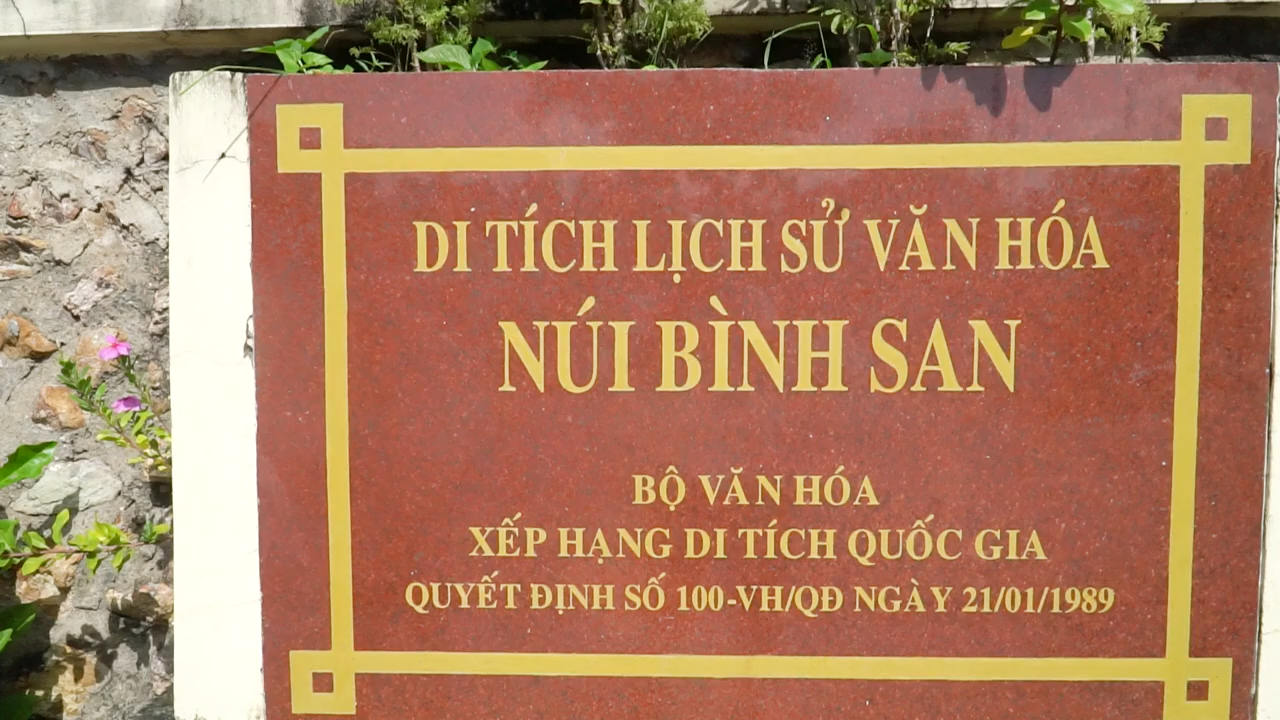 DI TÍCH LỊCH SỬ VĂN HÓA
NÚI BÌNH SAN
BỘ VĂN HÓA
XẾP HẠNG DI TÍCH QUỐC GIA
QUYẾT ĐỊNH SỐ 100-VH/QĐ NGÀY 21/01/1989